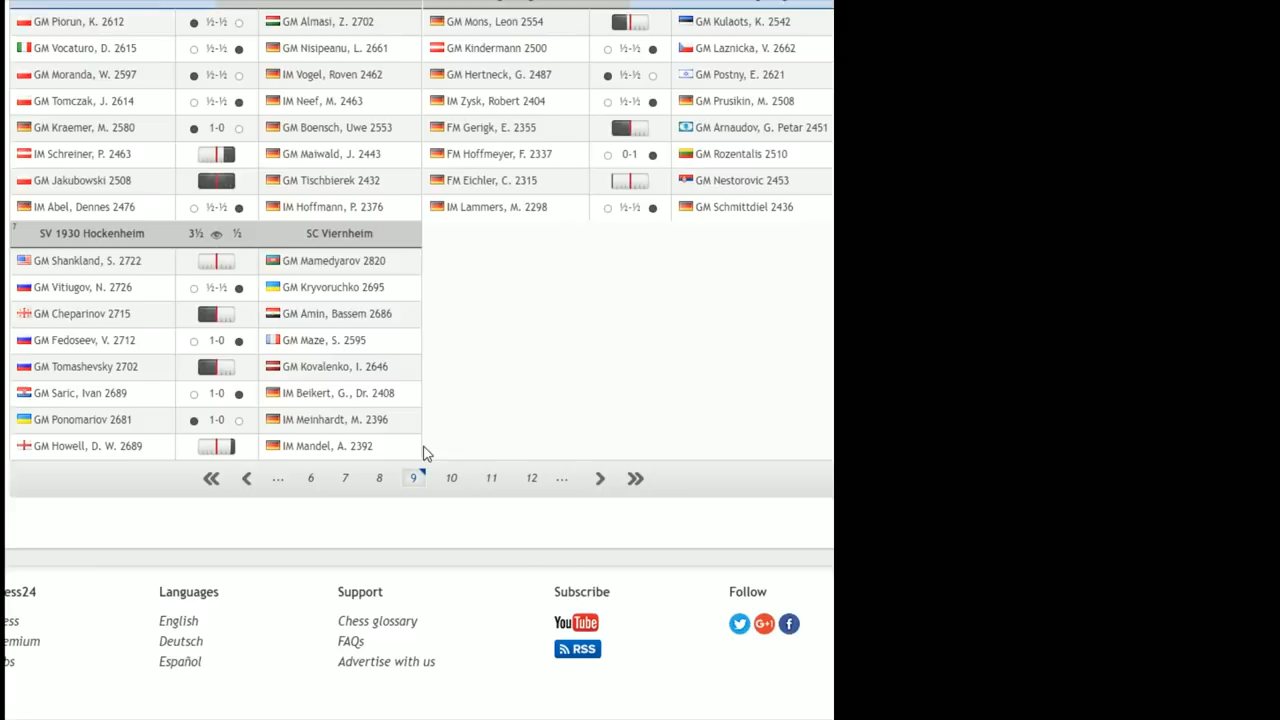 GM Piorun, K. 2612 ½-½ GM Almasi, Z. 2702 GM Mons, Leon 2554 GM Kulaots, K. 2542
GM Vocaturo, D. 2615 ½-½ GM Nisipeanu, L. 2661 GM Kindermann 2500 ½-½ GM Laznicka, V. 2662
GM Moranda, W. 2597 ½-½ IM Vogel, Roven 2462 GM Hertneck, G. 2487 ½-½ GM Postny, E. 2621
GM Tomczak, J. 2614 ½-½ IM Neef, M. 2463 IM Zysk, Robert 2404 ½-½ GM Prusikin, M. 2508
GM Kraemer, M. 2580 1-0 GM Boensch, Uwe 2553 FM Gerigk, E. 2355 GM Arnaudov, G. Petar 2451
IM Schreiner, P. 2463 GM Maiwald, J. 2443 FM Hoffmeyer, F. 2337 0-1 GM Rozentalis 2510
GM Jakubowski 2508 GM Tischbierek 2432 FM Eichler, C. 2315 GM Nestorovic 2453
IM Abel, Dennes 2476 ½-½ IM Hoffmann, P. 2376 IM Lammers, M. 2298 ½-½ GM Schmittdiel 2436
7 SV 1930 Hockenheim 3½ ½ SC Viernheim
GM Shankland, S. 2722 GM Mamedyarov 2820
GM Vitiugov, N. 2726 ½-½ GM Kryvoruchko 2695
GM Cheparinov 2715 GM Amin, Bassem 2686
GM Fedoseev, V. 2712 1-0 GM Maze, S. 2595
GM Tomashevsky 2702 GM Kovalenko, I. 2646
GM Saric, Ivan 2689 1-0 IM Beikert, G., Dr. 2408
GM Ponomariov 2681 1-0 IM Meinhardt, M. 2396
GM Howell, D. W. 2689 IM Mandel, A. 2392
... 6 7 8 9 10 11 12 ...
ess24 Languages Support Subscribe Follow
ess English Chess glossary YouTube G+ f
emium Deutsch FAQs RSS
bs Español Advertise with us